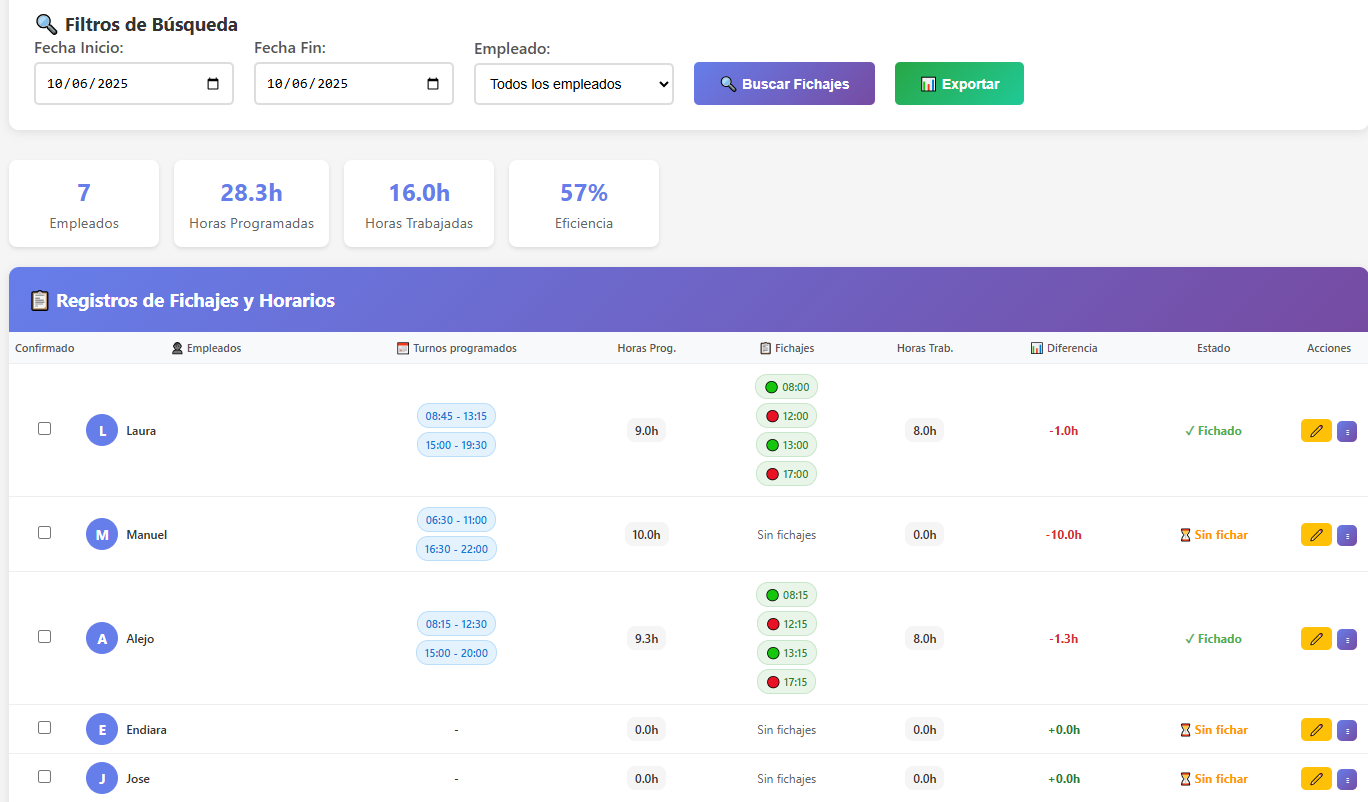 Filtros de Búsqueda
Fecha Inicio: Fecha Fin: Empleado:
10/06/2025 10/06/2025 Todos los empleados Buscar Fichajes Exportar
7 28.3h 16.0h 57%
Empleados Horas Programadas Horas Trabajadas Eficiencia
Registros de Fichajes y Horarios
Confirmado Empleados Turnos programados Horas Prog. Fichajes Horas Trab. Diferencia Estado Acciones
08:00
08:45 - 13:15 12:00
L Laura 9.0h 8.0h -1.0h ✓ Fichado
15:00 - 19:30 13:00
17:00
06:30 - 11:00
M Manuel 10.0h Sin fichajes 0.0h -10.0h Sin fichar
16:30 - 22:00
08:15
08:15 - 12:30 12:15
A Alejo 9.3h 8.0h -1.3h ✓ Fichado
15:00 - 20:00 13:15
17:15
E Endiara - 0.0h Sin fichajes 0.0h +0.0h Sin fichar
J Jose - 0.0h Sin fichajes 0.0h +0.0h Sin fichar